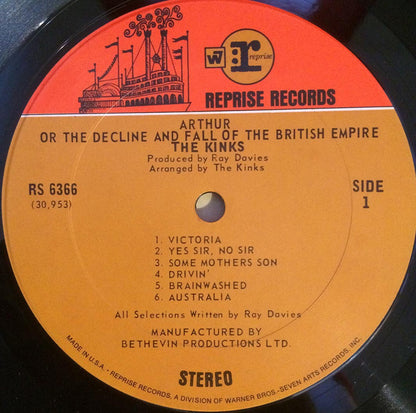 W r reprise
REPRISE RECORDS
ARTHUR
OR THE DECLINE AND FALL OF THE BRITISH EMPIRE
THE KINKS
Produced by Ray Davies
Arranged by The Kinks
RS 6366
(30,953)
SIDE
1
1. VICTORIA
2. YES SIR, NO SIR
3. SOME MOTHERS SON
4. DRIVIN'
5. BRAINWASHED
6. AUSTRALIA
All Selections Written by Ray Davies
MANUFACTURED BY
BETHEVIN PRODUCTIONS LTD.
STEREO
MADE IN U.S.A. • REPRISE RECORDS, A DIVISION OF WARNER BROS.-SEVEN ARTS RECORDS, INC.